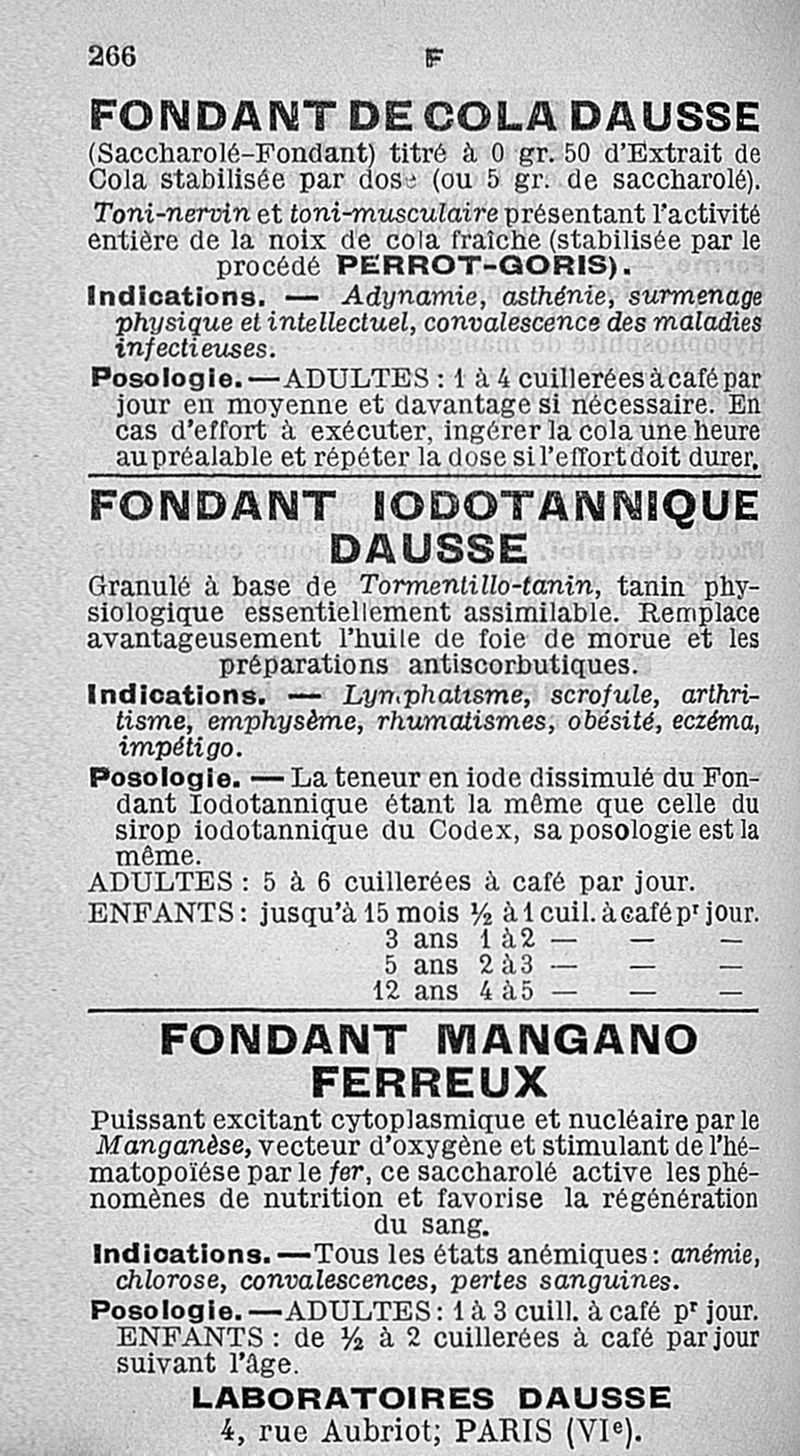 266 F
FONDANT DE COLA DAUSSE
(Saccharolé-Fondant) titré à 0 gr. 50 d'Extrait de
Cola stabilisée par dose (ou 5 gr. de saccharolé).
Toni-nervin et toni-musculaire présentant l'activité
entière de la noix de cola fraîche (stabilisée par le
procédé PERROT-GORIS).
Indications. — Adynamie, asthénie, surmenage
physique et intellectuel, convalescence des maladies
infectieuses.
Posologie. — ADULTES : 1 à 4 cuillerées à café par
jour en moyenne et davantage si nécessaire. En
cas d'effort à exécuter, ingérer la cola une heure
au préalable et répéter la dose si l'effort doit durer.
FONDANT IODOTANNIQUE
DAUSSE
Granulé à base de Tormentillo-tanin, tanin phy-
siologique essentiellement assimilable. Remplace
avantageusement l'huile de foie de morue et les
préparations antiscorbutiques.
Indications. — Lymphatisme, scrofule, arthri-
tisme, emphysème, rhumatismes, obésité, eczéma,
impétigo.
Posologie. — La teneur en iode dissimulé du Fon-
dant Iodotannique étant la même que celle du
sirop iodotannique du Codex, sa posologie est la
même.
ADULTES : 5 à 6 cuillerées à café par jour.
ENFANTS : jusqu'à 15 mois ½ à 1 cuil. à café pʳ jour.
3 ans 1 à 2 — — —
5 ans 2 à 3 — — —
12 ans 4 à 5 — — —
FONDANT MANGANO
FERREUX
Puissant excitant cytoplasmique et nucléaire par le
Manganèse, vecteur d'oxygène et stimulant de l'hé-
matopoïése par le fer, ce saccharolé active les phé-
nomènes de nutrition et favorise la régénération
du sang.
Indications. — Tous les états anémiques : anémie,
chlorose, convalescences, pertes sanguines.
Posologie. — ADULTES : 1 à 3 cuill. à café pʳ jour.
ENFANTS : de ½ à 2 cuillerées à café par jour
suivant l'âge.
LABORATOIRES DAUSSE
4, rue Aubriot; PARIS (VIᵉ).